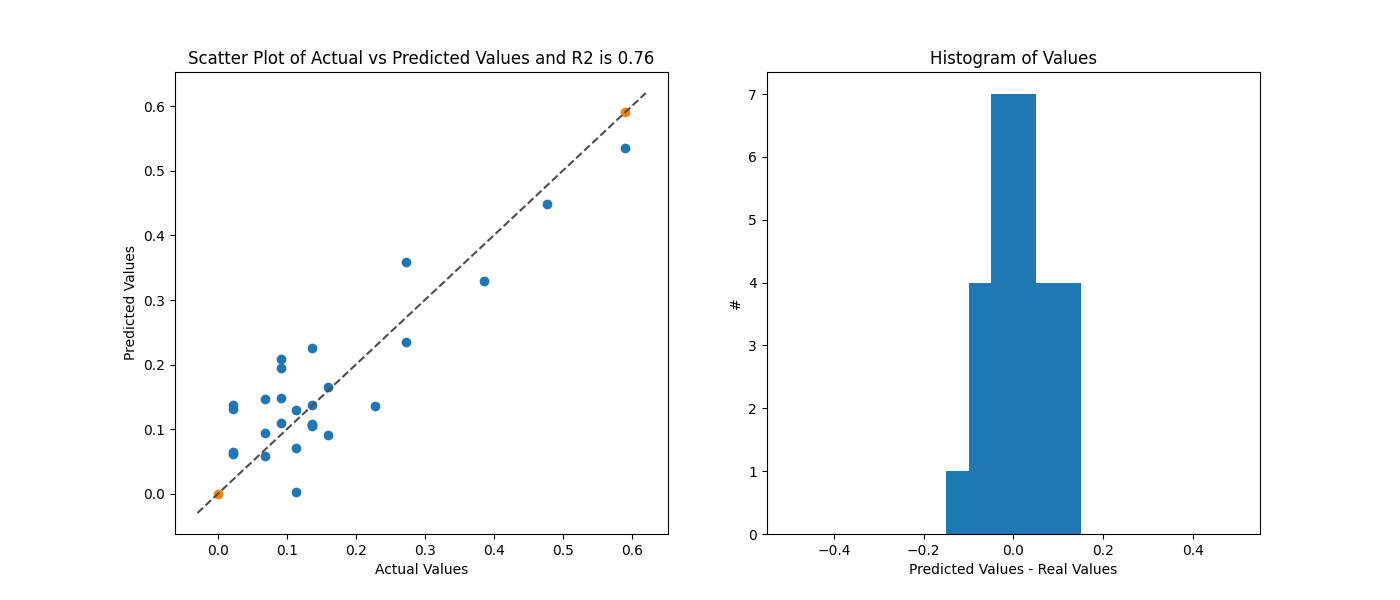 Scatter Plot of Actual vs Predicted Values and R2 is 0.76
0.6
0.5
0.4
0.3
0.2
0.1
0.0
Predicted Values
0.0 0.1 0.2 0.3 0.4 0.5 0.6
Actual Values
Histogram of Values
7
6
5
4
3
2
1
0
#
−0.4 −0.2 0.0 0.2 0.4
Predicted Values - Real Values